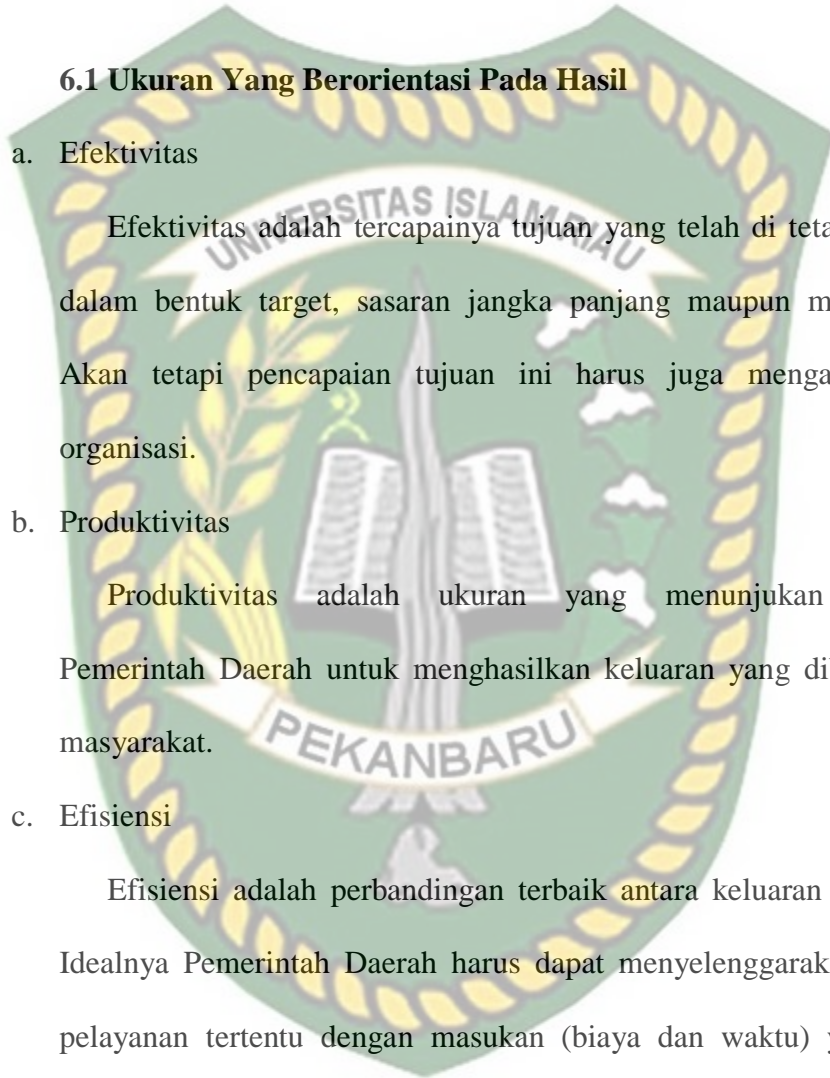 6.1 Ukuran Yang Berorientasi Pada Hasil
a. Efektivitas
UNIVERSITAS ISLAM RIAU
Efektivitas adalah tercapainya tujuan yang telah di teta
dalam bentuk target, sasaran jangka panjang maupun m
Akan tetapi pencapaian tujuan ini harus juga menga
organisasi.
b. Produktivitas
Produktivitas adalah ukuran yang menunjukan
Pemerintah Daerah untuk menghasilkan keluaran yang di
masyarakat.
PEKANBARU
c. Efisiensi
Efisiensi adalah perbandingan terbaik antara keluaran
Idealnya Pemerintah Daerah harus dapat menyelenggarak
pelayanan tertentu dengan masukan (biaya dan waktu) y